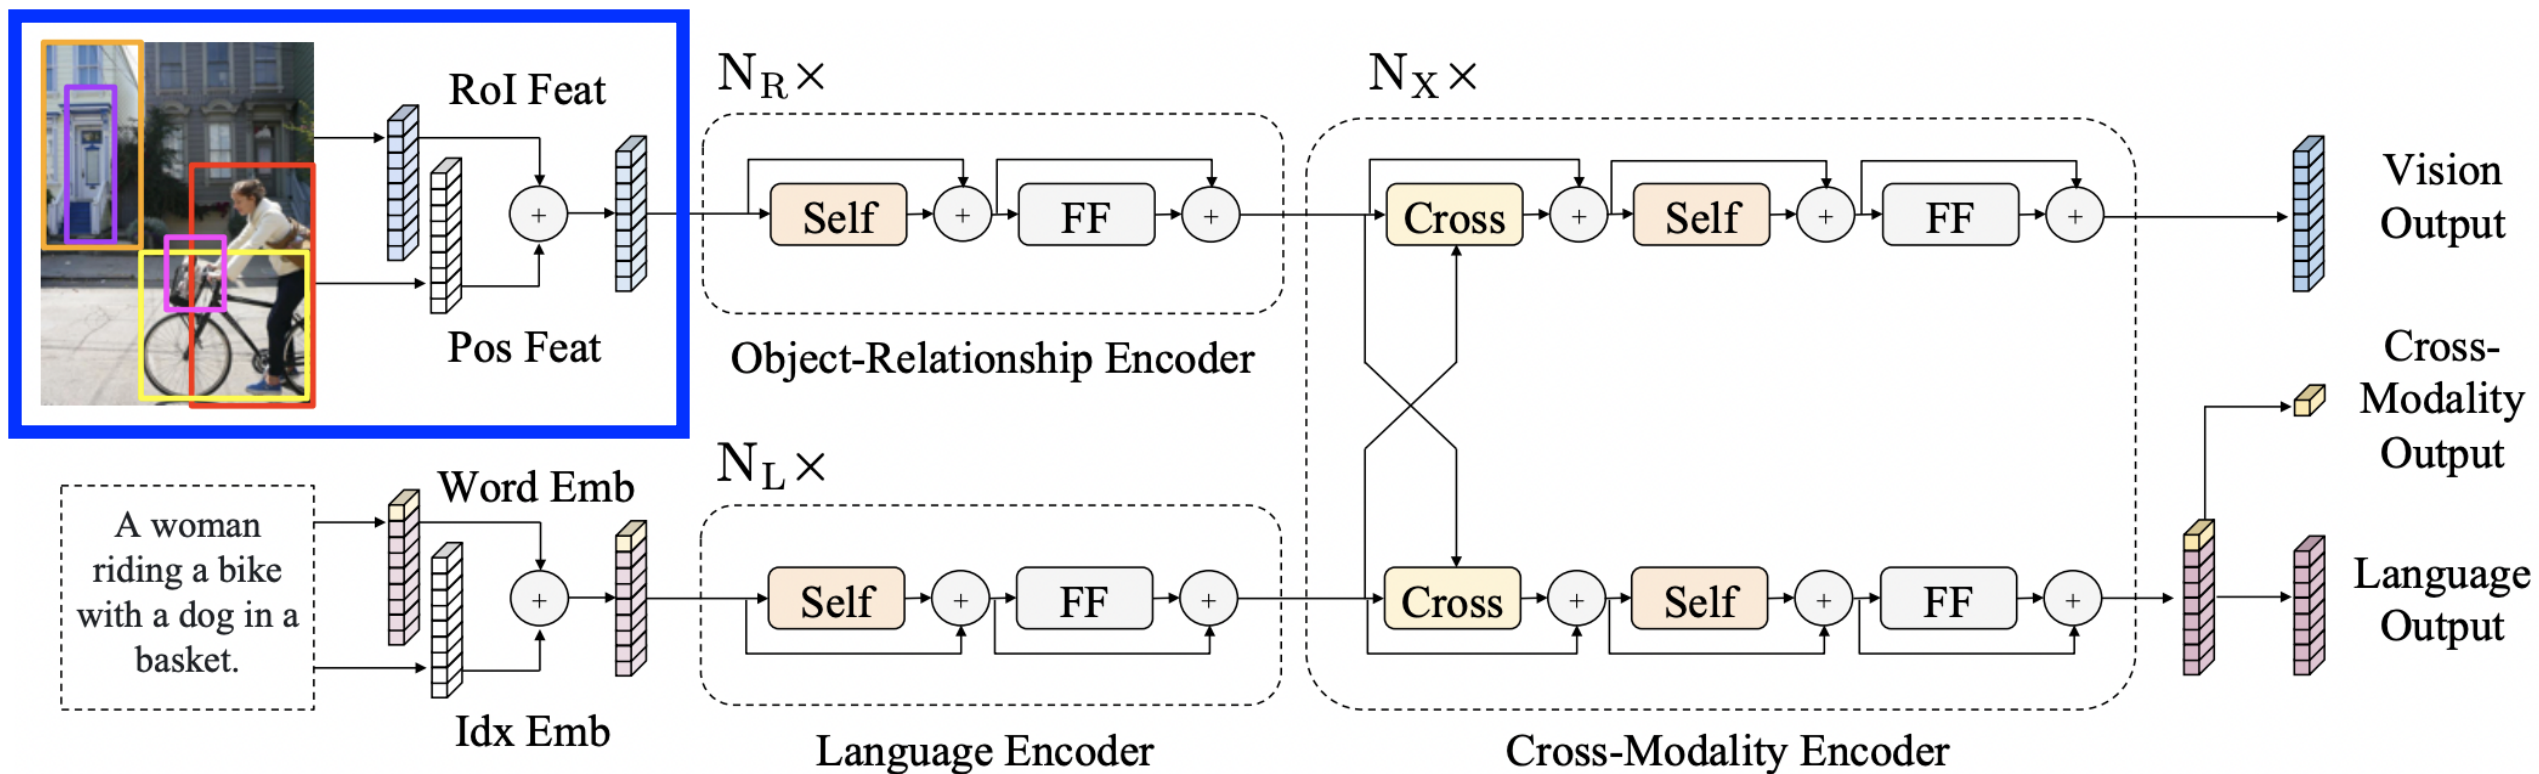 RoI Feat
Pos Feat
N_R ×
Self
+
FF
+
+
Object-Relationship Encoder
N_X ×
Cross
+
Self
+
FF
+
Vision
Output
Cross-
Modality
Output
A woman
riding a bike
with a dog in a
basket.
Word Emb
Idx Emb
+
N_L ×
Self
+
FF
+
Language Encoder
Cross
+
Self
+
FF
+
Cross-Modality Encoder
Language
Output